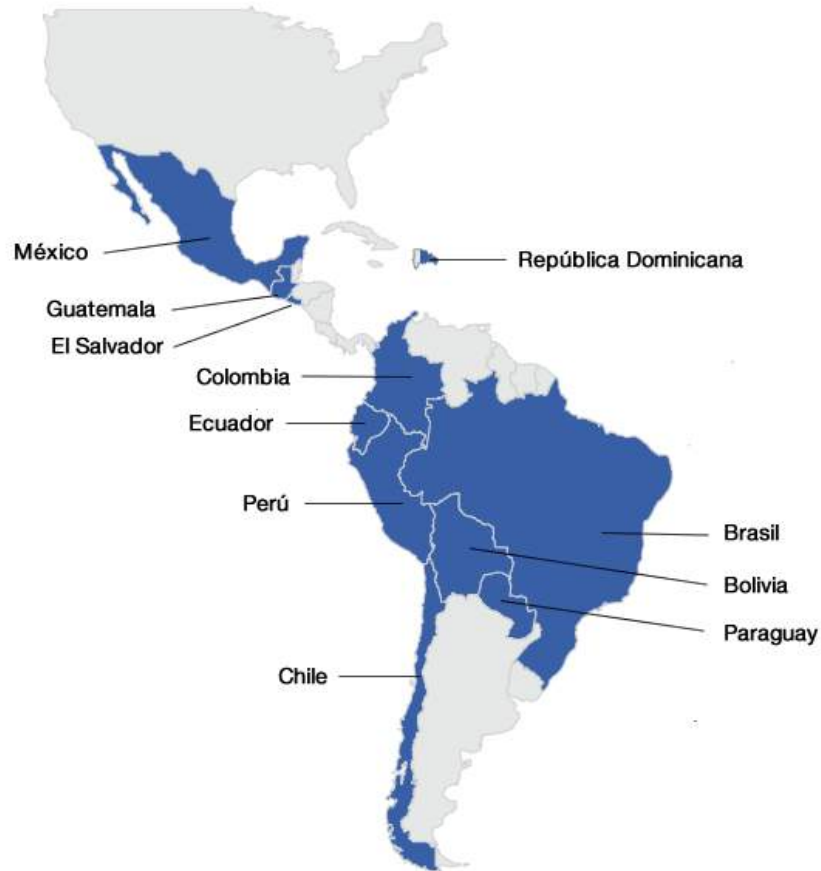 México
República Dominicana
Guatemala
El Salvador
Colombia
Ecuador
Perú
Brasil
Bolivia
Paraguay
Chile